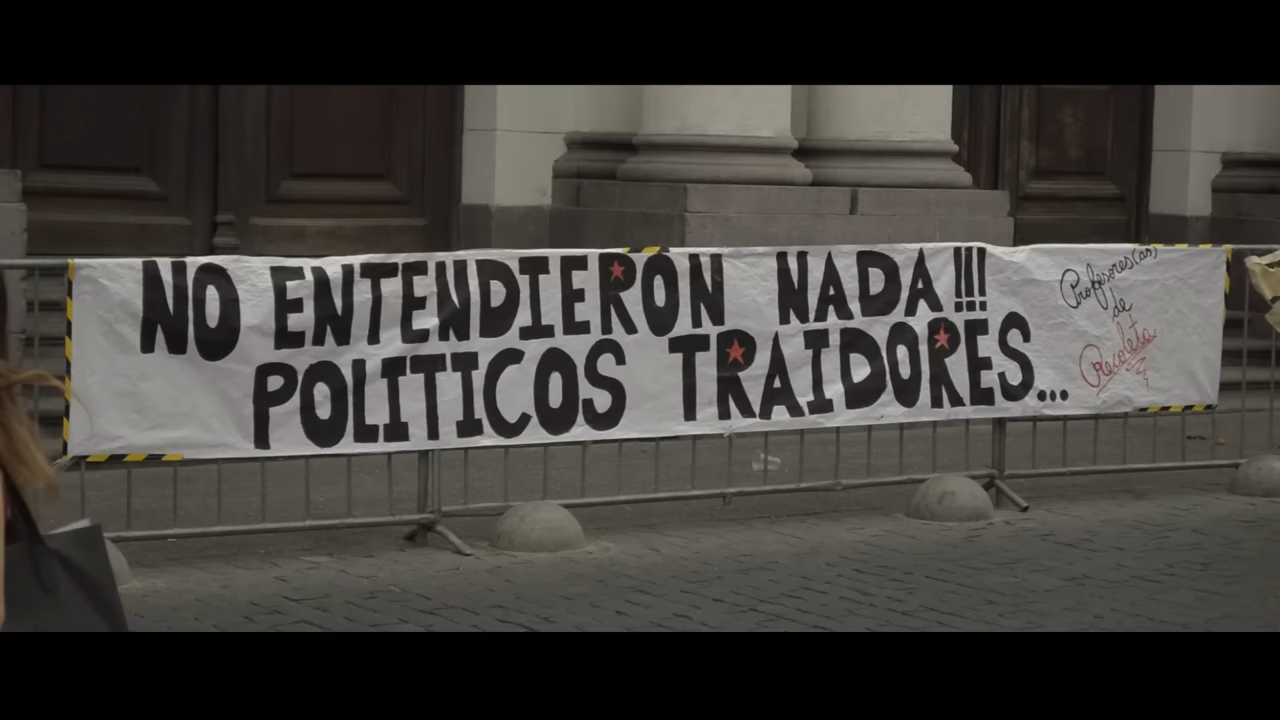 NO ENTENDIERON NADA!!!
POLITICOS TRAIDORES...
Profesores(as)
de
Recoleta